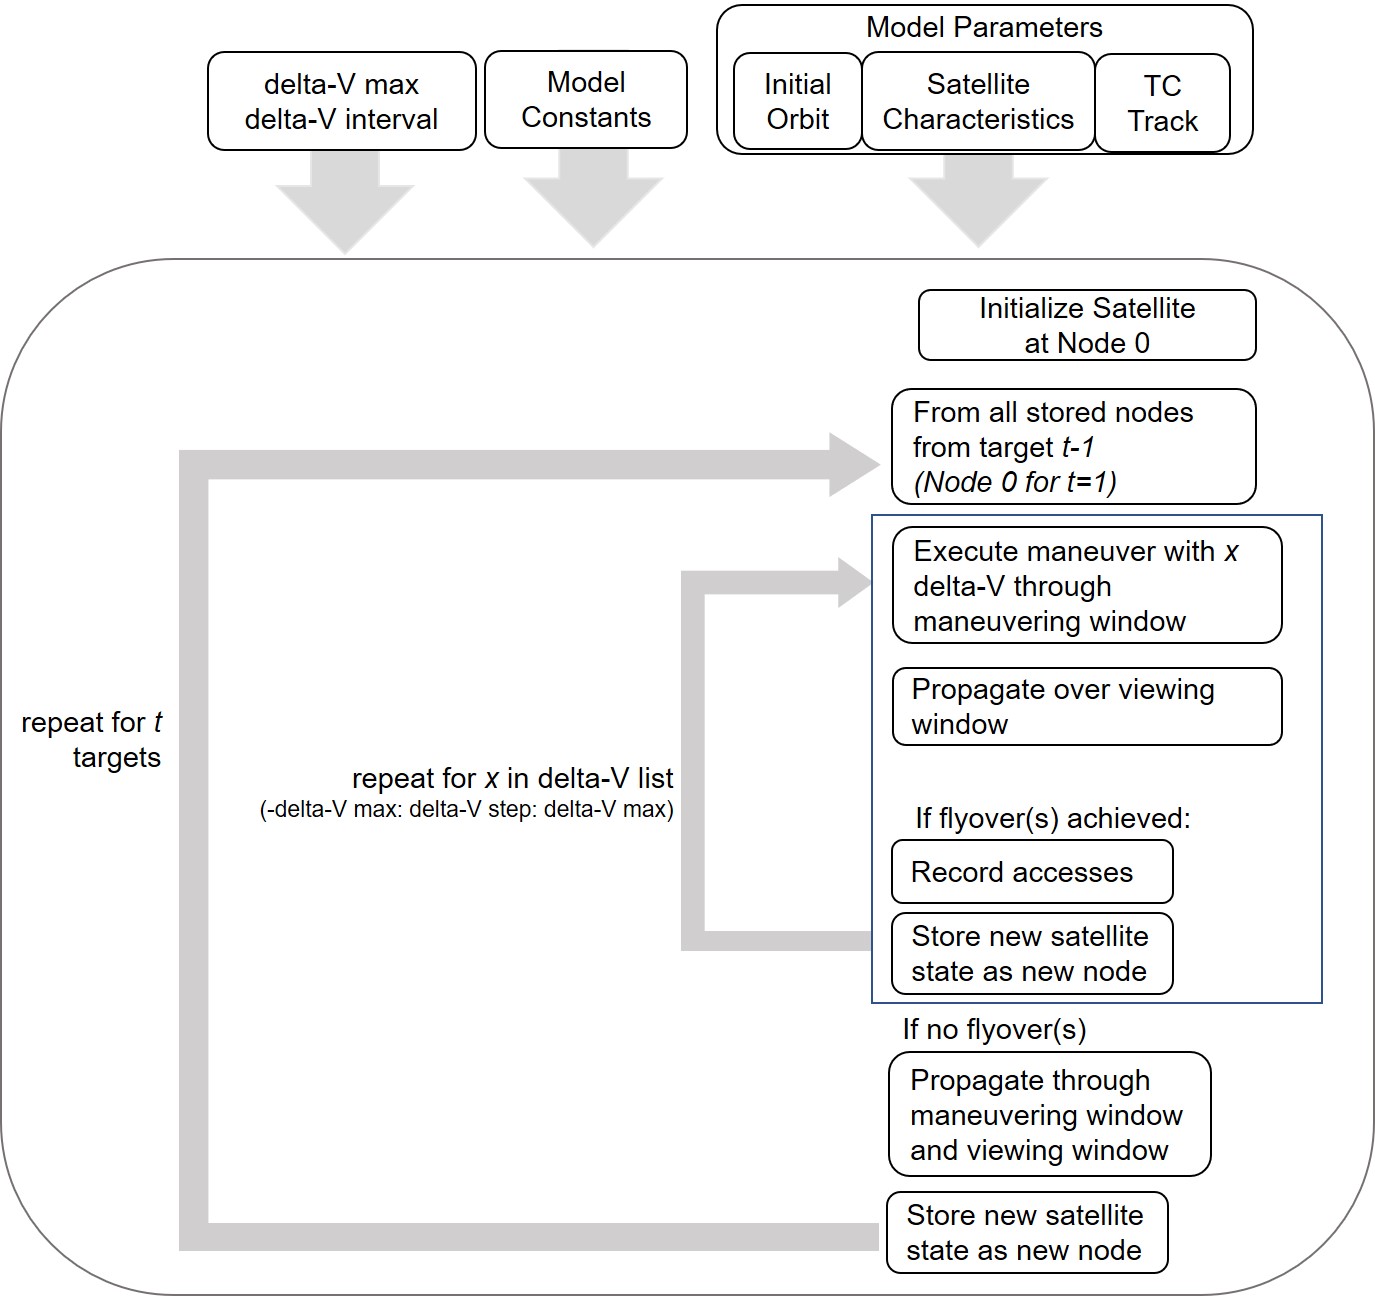 delta-V max
delta-V interval
Model
Constants
Model Parameters
Initial
Orbit
Satellite
Characteristics
TC
Track
Initialize Satellite
at Node 0
From all stored nodes
from target t-1
(Node 0 for t=1)
Execute maneuver with x
delta-V through
maneuvering window
Propagate over viewing
window
repeat for t
targets
repeat for x in delta-V list
(-delta-V max: delta-V step: delta-V max)
If flyover(s) achieved:
Record accesses
Store new satellite
state as new node
If no flyover(s)
Propagate through
maneuvering window
and viewing window
Store new satellite
state as new node